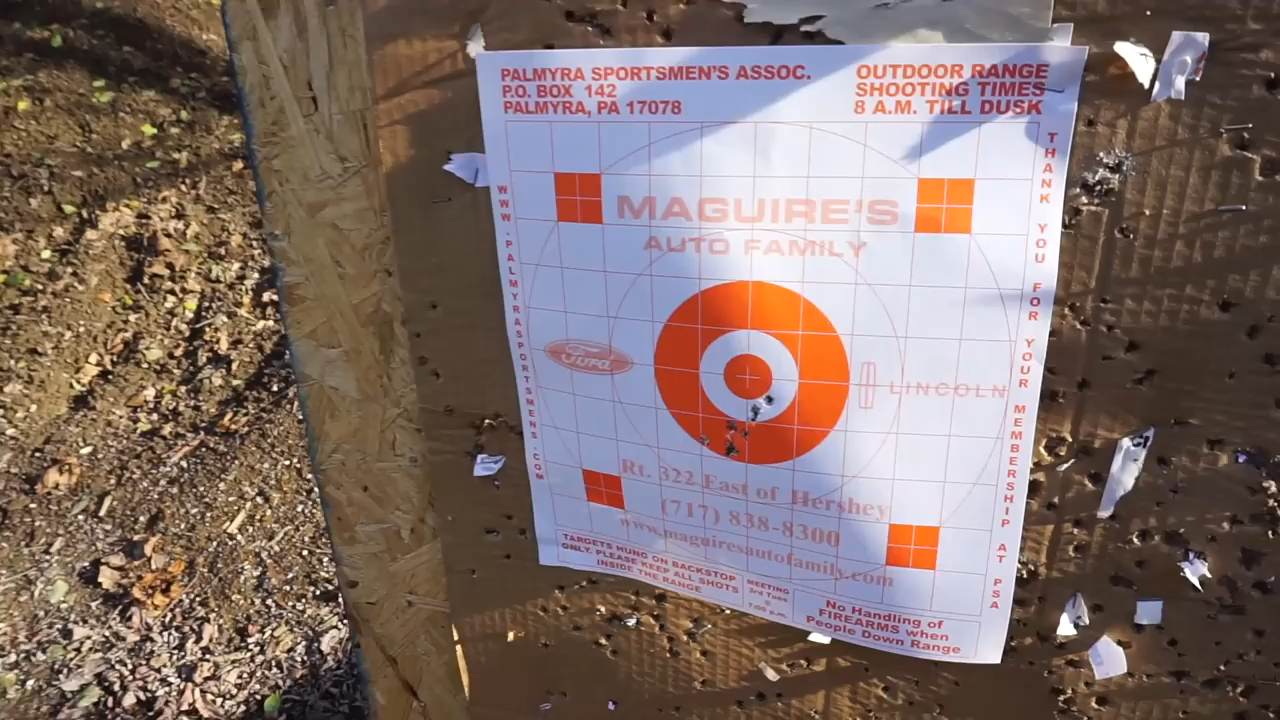 PALMYRA SPORTSMEN'S ASSOC.
P.O. BOX 142
PALMYRA, PA 17078
OUTDOOR RANGE
SHOOTING TIMES
8 A.M. TILL DUSK
WWW.PALMYRASPORTSMENS.COM
THANK YOU FOR YOUR MEMBERSHIP AT PSA
MAGUIRE'S
AUTO FAMILY
Ford
LINCOLN
Rt. 322 East of Hershey
(717) 838-8300
www.maguiresautofamily.com
TARGETS HUNG ON BACKSTOP
ONLY. PLEASE KEEP ALL SHOTS
INSIDE THE RANGE
MEETING
3rd Tues
@
7:00 p.m.
No Handling of
FIREARMS when
People Down Range